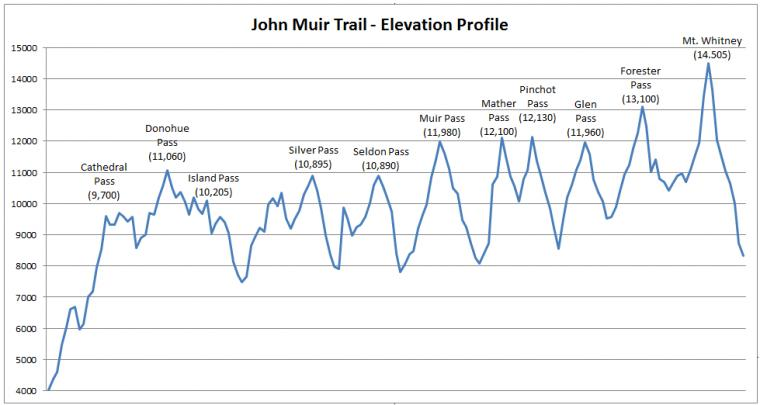 John Muir Trail - Elevation Profile
15000
14000
13000
12000
11000
10000
9000
8000
7000
6000
5000
4000
Cathedral
Pass
(9,700)
Donohue
Pass
(11,060)
Island Pass
(10,205)
Silver Pass
(10,895)
Seldon Pass
(10,890)
Muir Pass
(11,980)
Mather
Pass
(12,100)
Pinchot
Pass
(12,130)
Glen
Pass
(11,960)
Forester
Pass
(13,100)
Mt. Whitney
(14.505)